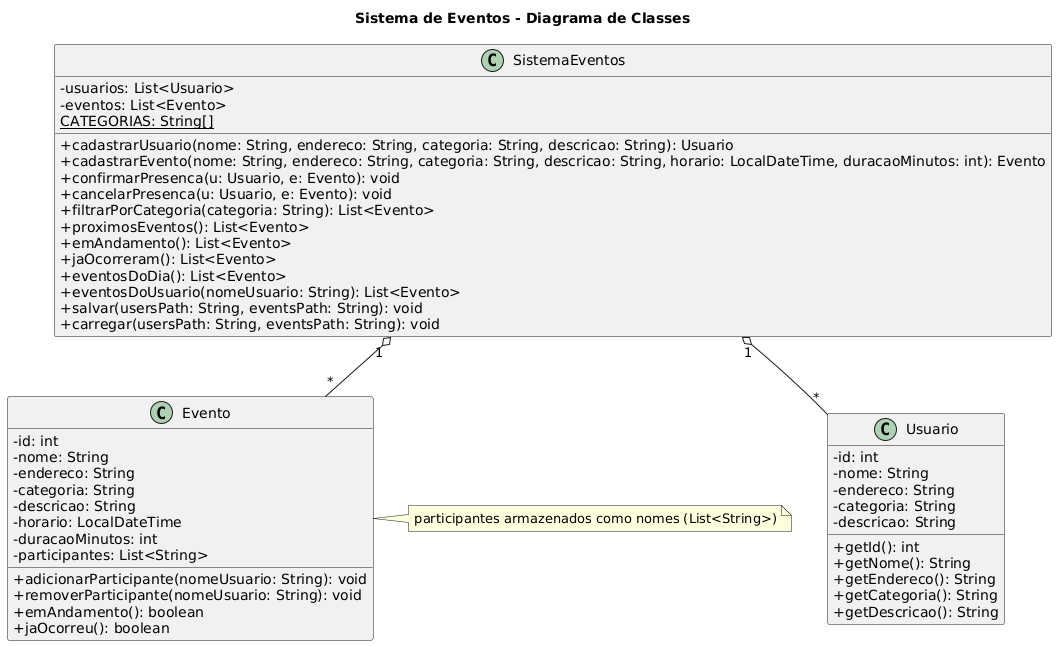 Sistema de Eventos - Diagrama de Classes
C SistemaEventos
-usuarios: List<Usuario>
-eventos: List<Evento>
CATEGORIAS: String[]
+cadastrarUsuario(nome: String, endereco: String, categoria: String, descricao: String): Usuario
+cadastrarEvento(nome: String, endereco: String, categoria: String, descricao: String, horario: LocalDateTime, duracaoMinutos: int): Evento
+confirmarPresenca(u: Usuario, e: Evento): void
+cancelarPresenca(u: Usuario, e: Evento): void
+filtrarPorCategoria(categoria: String): List<Evento>
+proximosEventos(): List<Evento>
+emAndamento(): List<Evento>
+jaOcorreram(): List<Evento>
+eventosDoDia(): List<Evento>
+eventosDoUsuario(nomeUsuario: String): List<Evento>
+salvar(usersPath: String, eventsPath: String): void
+carregar(usersPath: String, eventsPath: String): void
1
*
1
*
C Evento
-id: int
-nome: String
-endereco: String
-categoria: String
-descricao: String
-horario: LocalDateTime
-duracaoMinutos: int
-participantes: List<String>
+adicionarParticipante(nomeUsuario: String): void
+removerParticipante(nomeUsuario: String): void
+emAndamento(): boolean
+jaOcorreu(): boolean
participantes armazenados como nomes (List<String>)
C Usuario
-id: int
-nome: String
-endereco: String
-categoria: String
-descricao: String
+getId(): int
+getNome(): String
+getEndereco(): String
+getCategoria(): String
+getDescricao(): String